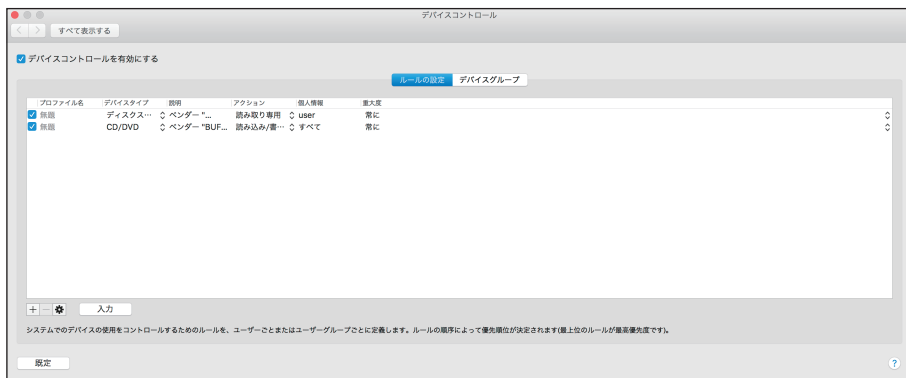 デバイスコントロール
すべて表示する
デバイスコントロールを有効にする
ルールの設定 デバイスグループ
プロファイル名 デバイスタイプ 説明 アクション 個人情報 重大度
無題 ディスクス… ベンダー "... 読み取り専用 user 常に
無題 CD/DVD ベンダー "BUF... 読み込み/書… すべて 常に
+ − 入力
システムでのデバイスの使用をコントロールするためのルールを、ユーザーごとまたはユーザーグループごとに定義します。ルールの順序によって優先順位が決定されます(最上位のルールが最高優先度です)。
既定 ?